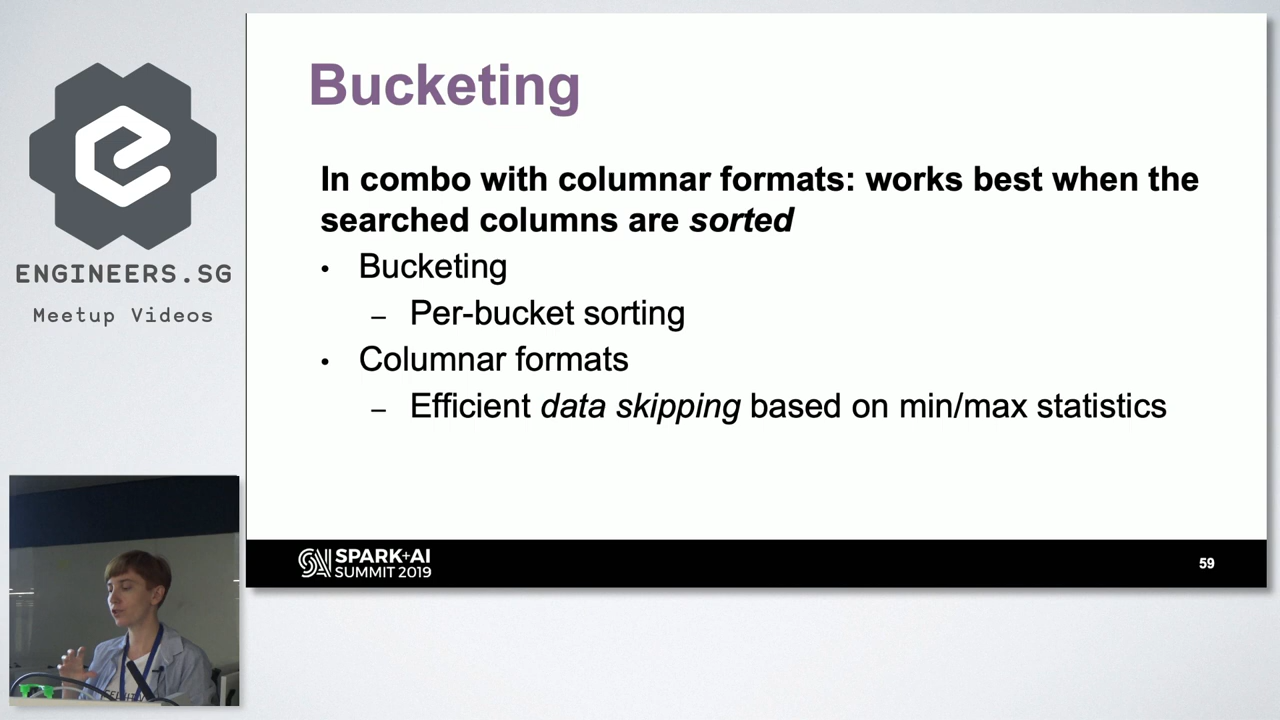 Bucketing
In combo with columnar formats: works best when the
searched columns are sorted
• Bucketing
– Per-bucket sorting
• Columnar formats
– Efficient data skipping based on min/max statistics
SPARK+AI
SUMMIT 2019
59
ENGINEERS.SG
Meetup Videos